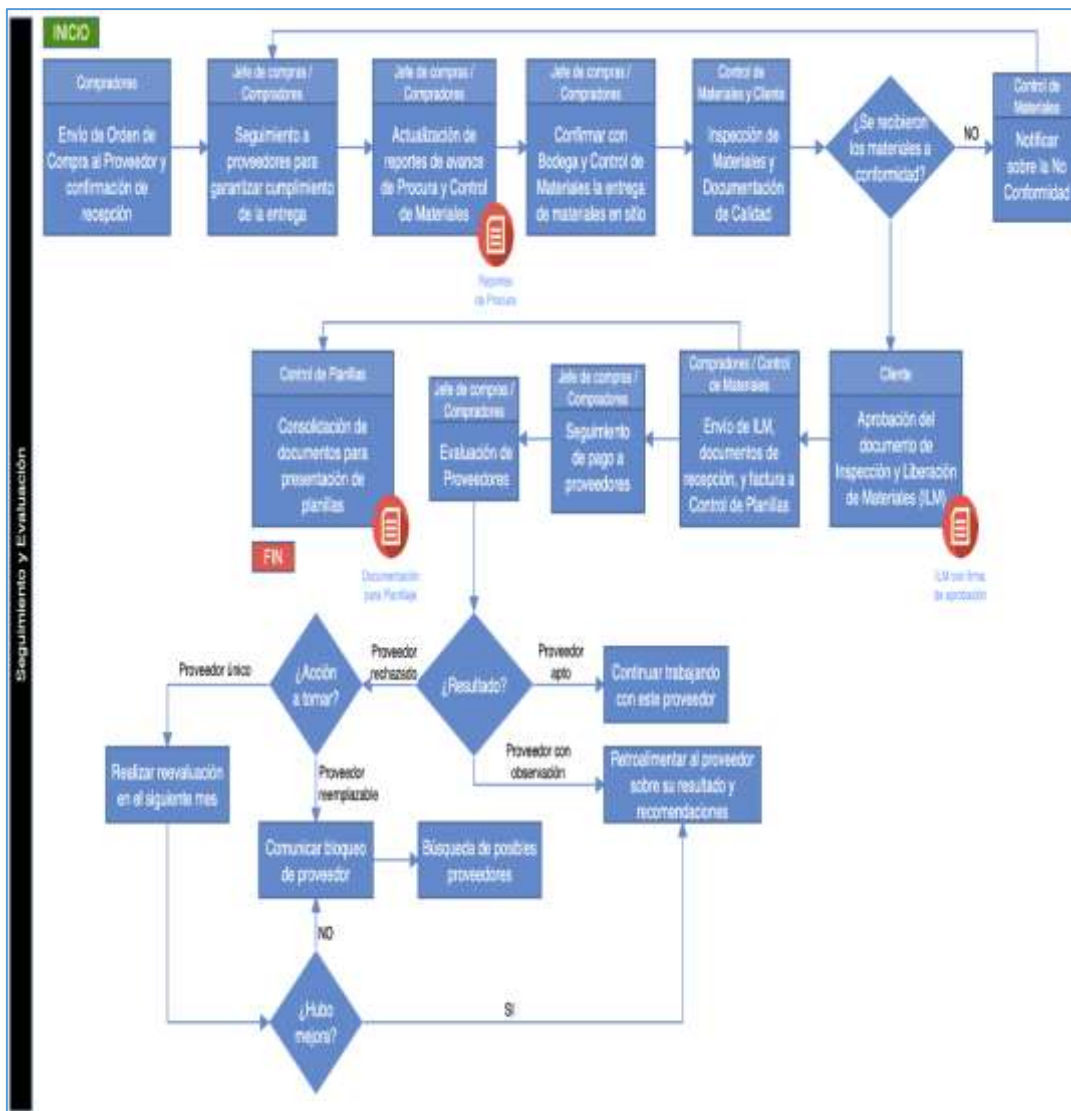 Seguimiento y Evaluación
INICIO
Compradores
Envío de Orden de
Compra al Proveedor y
confirmación de
recepción
Jefe de compras /
Compradores
Seguimiento a
proveedores para
garantizar cumplimiento
de la entrega
Jefe de compras /
Compradores
Actualización de
reportes de avance
de Procura y Control
de Materiales
Reportes
de Procura
Jefe de compras /
Compradores
Confirmar con
Bodega y Control de
Materiales la entrega
de materiales en sitio
Control de
Materiales y Cliente
Inspección de
Materiales y
Documentación
de Calidad
¿Se recibieron
los materiales a
conformidad?
NO
Control de
Materiales
Notificar
sobre la No
Conformidad
Cliente
Aprobación del
documento de
Inspección y Liberación
de Materiales (ILM)
ILM con firma
de aprobación
Compradores / Control
de Materiales
Envío de ILM,
documentos de
recepción, y factura a
Control de Planillas
Jefe de compras /
Compradores
Seguimiento
de pago a
proveedores
Jefe de compras /
Compradores
Evaluación de
Proveedores
Control de Planillas
Consolidación de
documentos para
presentación de
planillas
Documentación
para Planillaje
FIN
¿Resultado?
Proveedor
apto
Continuar trabajando
con este proveedor
Proveedor con
observación
Retroalimentar al proveedor
sobre su resultado y
recomendaciones
Proveedor
rechazado
¿Acción
a tomar?
Proveedor único
Realizar reevaluación
en el siguiente mes
Proveedor
reemplazable
Comunicar bloqueo
de proveedor
Búsqueda de posibles
proveedores
NO
¿Hubo
mejora?
SI